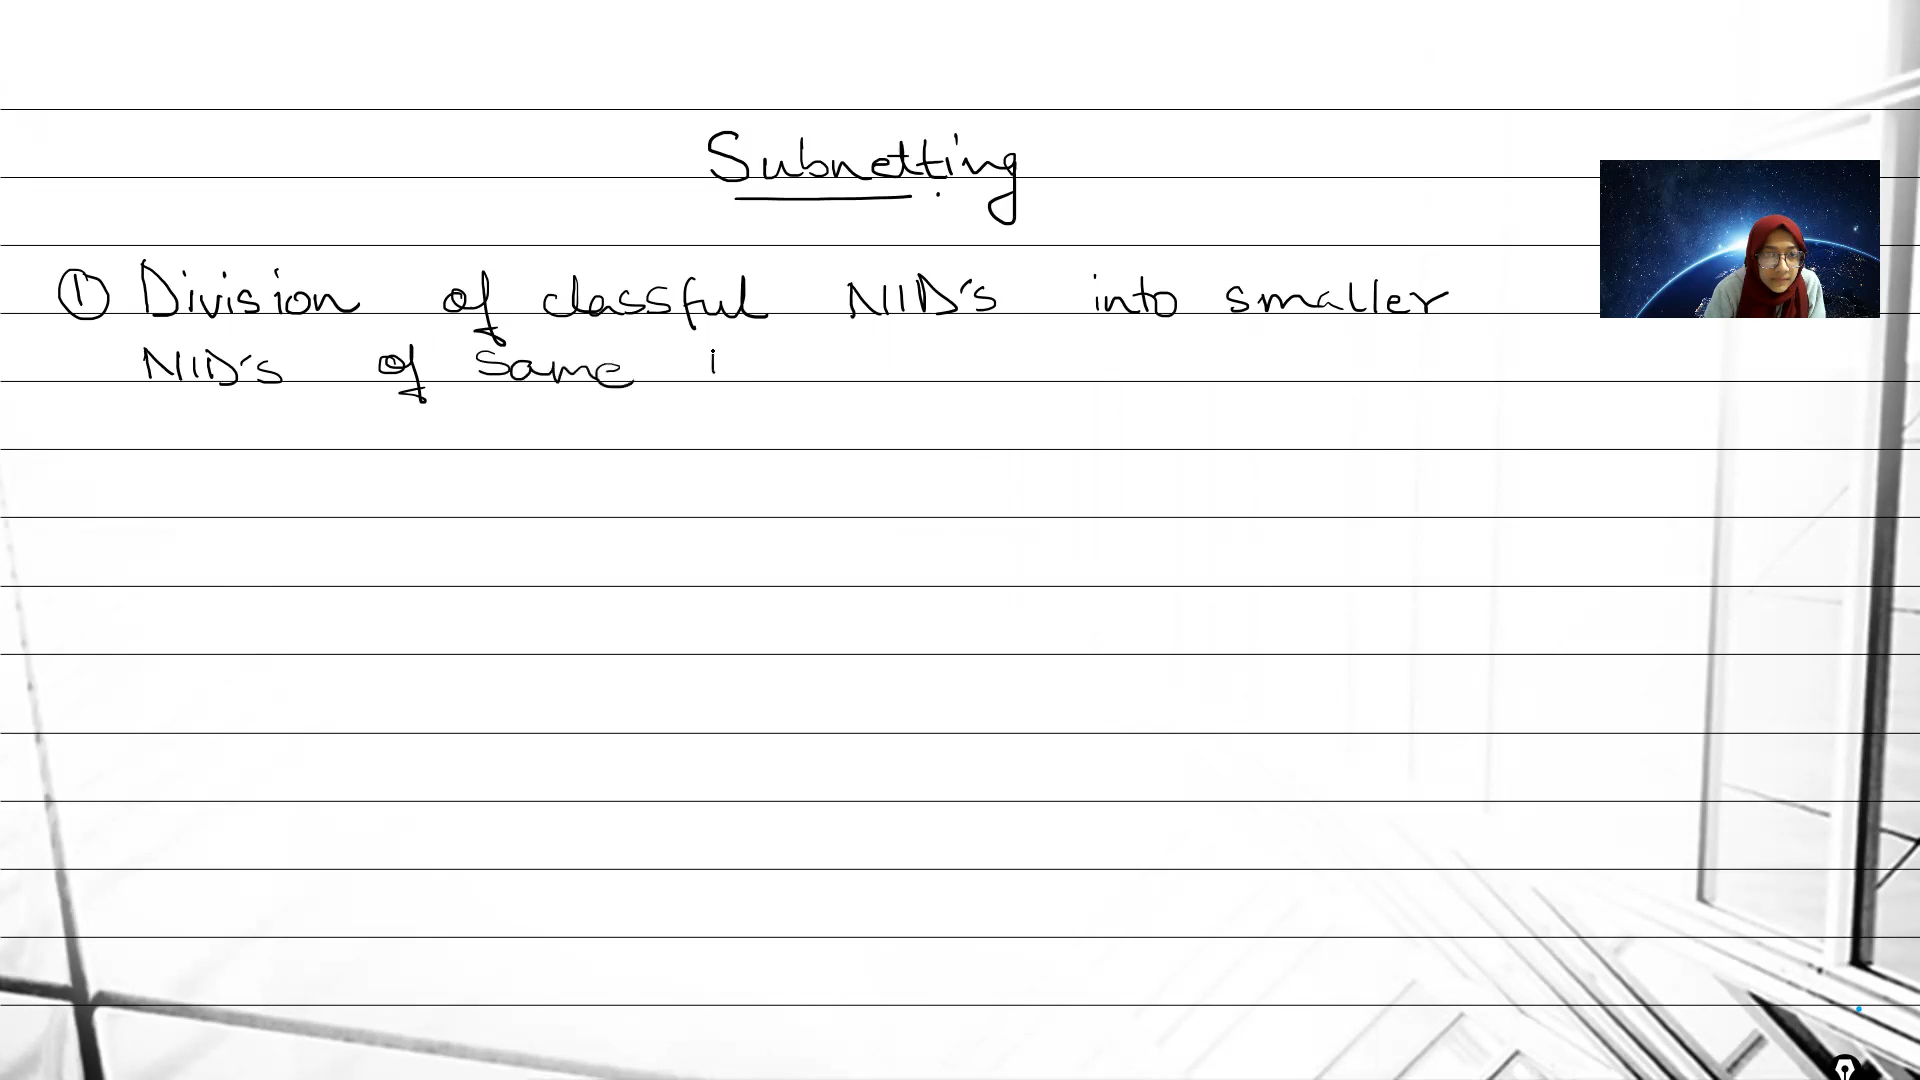 Subnetting
① Division of classful NID's into smaller
NID's of same